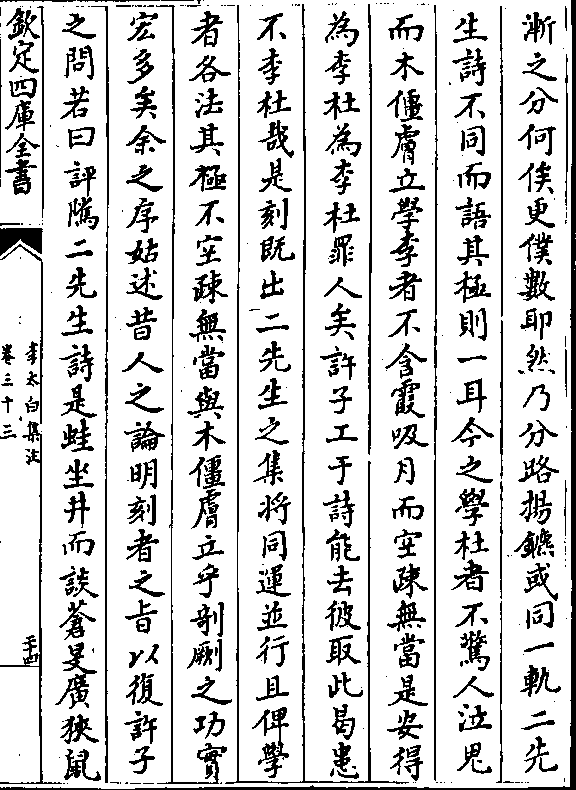 漸之分何俟更僕數耶然乃分路揚鑣或同一軌二先
生詩不同而語其極則一耳今之學杜者不驚人泣鬼
而木僵膚立學李者不含霞吸月而空疎無當是安得
為李杜為李杜罪人矣許子工于詩能去彼取此曷患
不李杜哉是刻既出二先生之集將同運並行且俾學
者各法其極不空疎無當與木僵膚立乎剞劂之功實
宏多矣余之序姑述昔人之論明刻者之旨以復許子
之問若曰評隲二先生詩是蛙坐井而談蒼旻廣狹鼠
欽定四庫全書
李太白集注
卷三十三
二十四